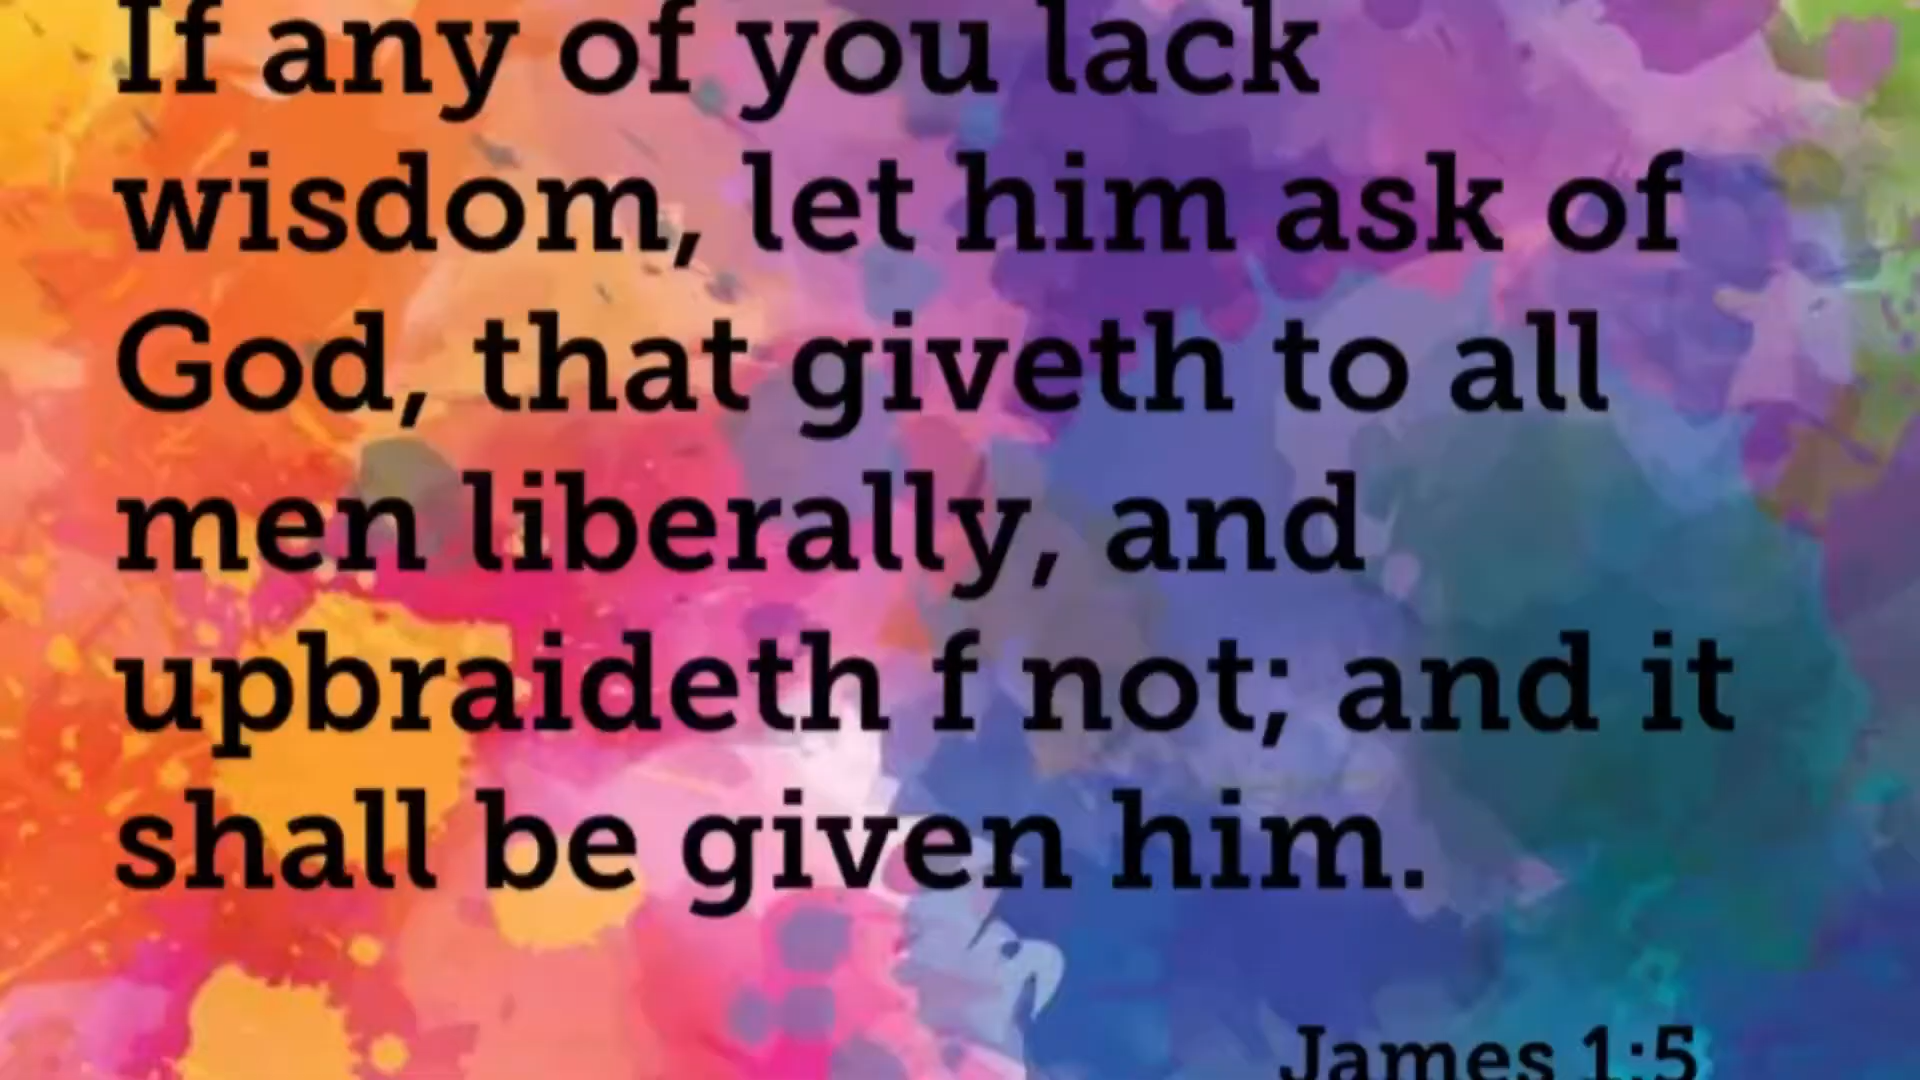 If any of you lack
wisdom, let him ask of
God, that giveth to all
men liberally, and
upbraideth f not; and it
shall be given him.
James 1:5